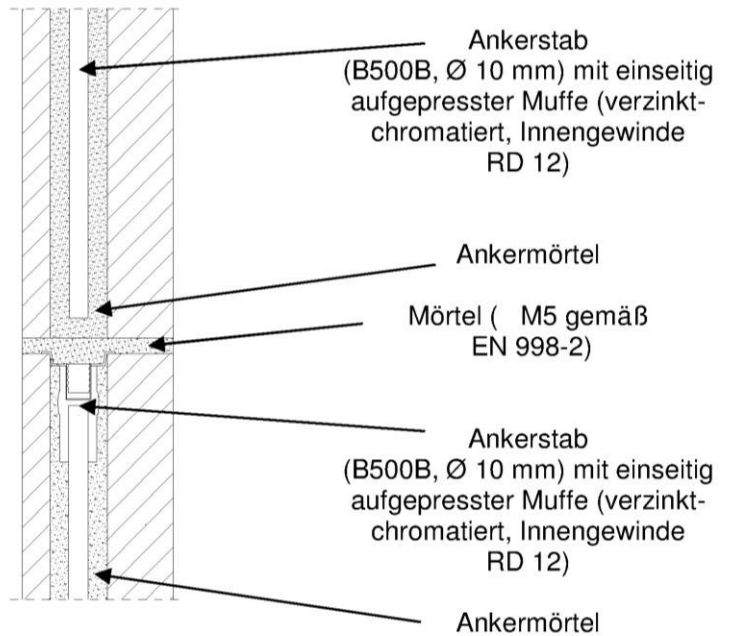 Ankerstab
(B500B, Ø 10 mm) mit einseitig
aufgepresster Muffe (verzinkt-
chromatiert, Innengewinde
RD 12)
Ankermörtel
Mörtel (   M5 gemäß
EN 998-2)
Ankerstab
(B500B, Ø 10 mm) mit einseitig
aufgepresster Muffe (verzinkt-
chromatiert, Innengewinde
RD 12)
Ankermörtel